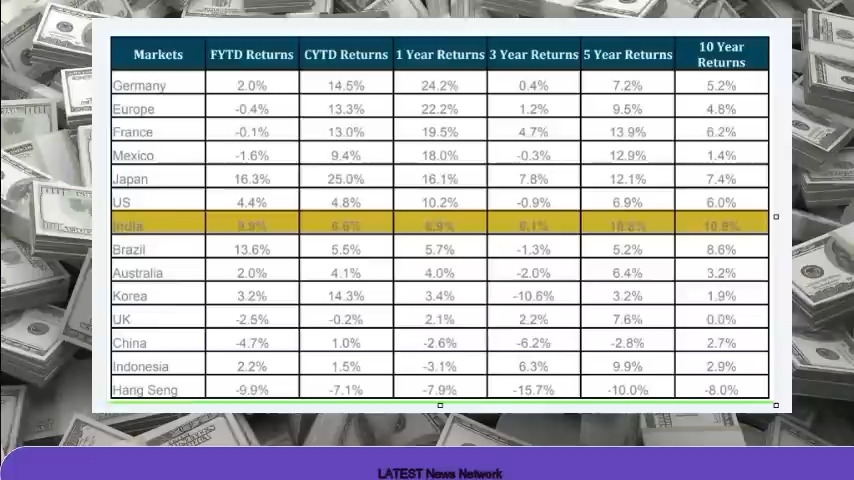 Markets FYTD Returns CYTD Returns 1 Year Returns 3 Year Returns 5 Year Returns 10 Year Returns
Germany 2.0% 14.5% 24.2% 0.4% 7.2% 5.2%
Europe -0.4% 13.3% 22.2% 1.2% 9.5% 4.8%
France -0.1% 13.0% 19.5% 4.7% 13.9% 6.2%
Mexico -1.6% 9.4% 18.0% -0.3% 12.9% 1.4%
Japan 16.3% 25.0% 16.1% 7.8% 12.1% 7.4%
US 4.4% 4.8% 10.2% -0.9% 6.9% 6.0%
India
Brazil 13.6% 5.5% 5.7% -1.3% 5.2% 8.6%
Australia 2.0% 4.1% 4.0% -2.0% 6.4% 3.2%
Korea 3.2% 14.3% 3.4% -10.6% 3.2% 1.9%
UK -2.5% -0.2% 2.1% 2.2% 7.6% 0.0%
China -4.7% 1.0% -2.6% -6.2% -2.8% 2.7%
Indonesia 2.2% 1.5% -3.1% 6.3% 9.9% 2.9%
Hang Seng -9.9% -7.1% -7.9% -15.7% -10.0% -8.0%
LATEST News Network